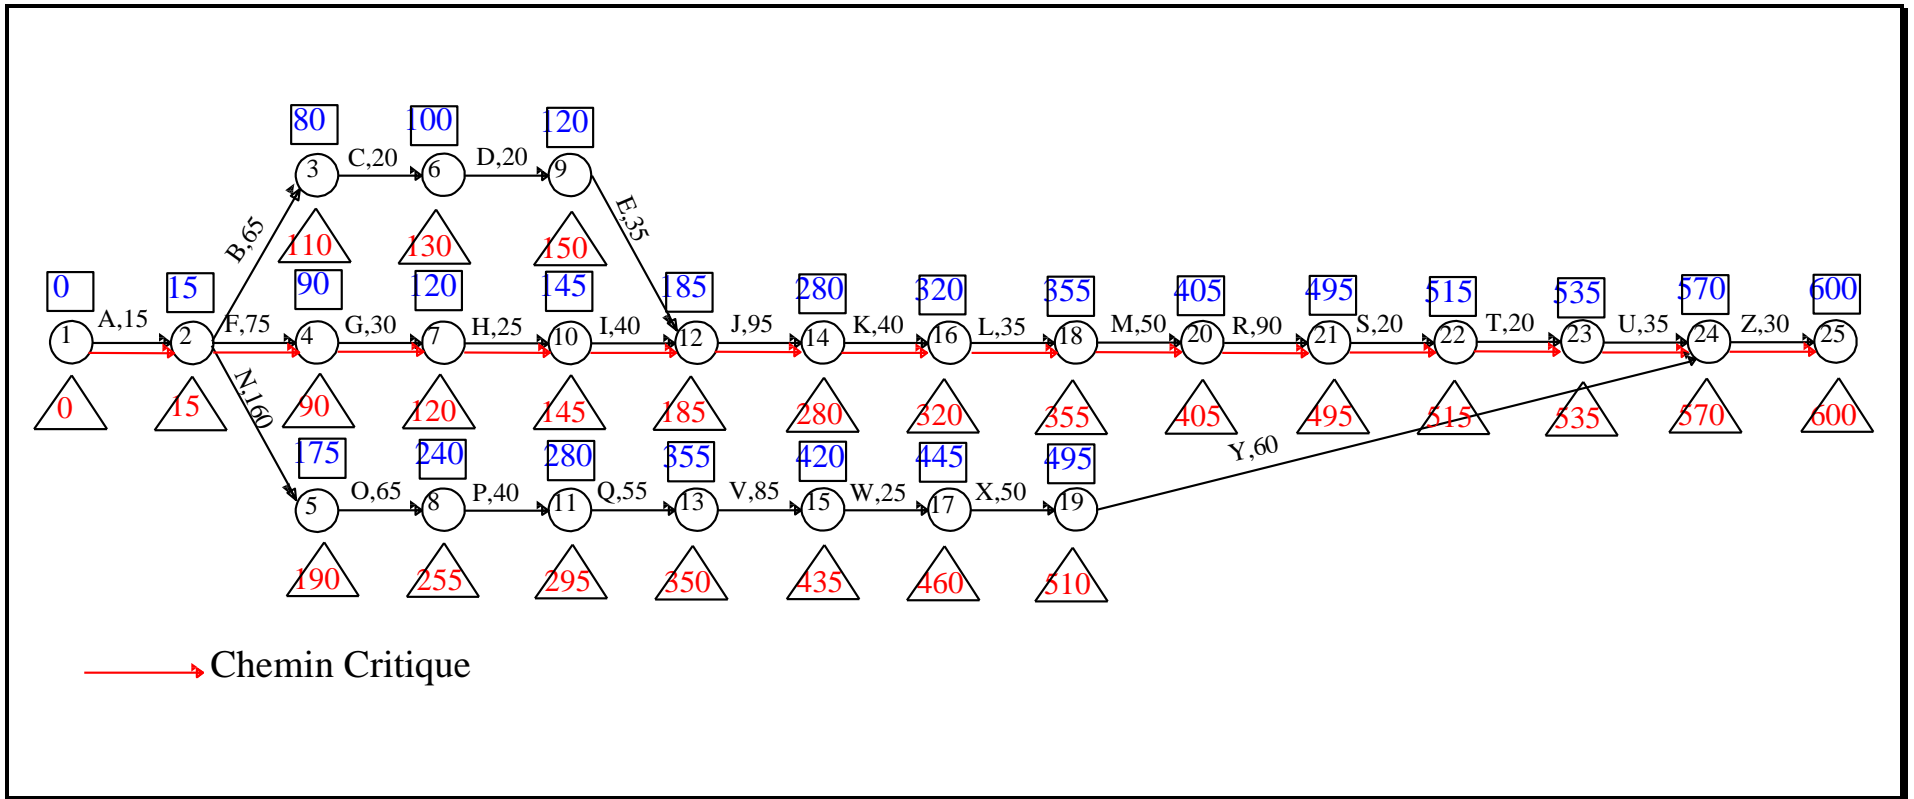 80 100 120
3 C,20 6 D,20 9
B,65 E,35
110 130 150
0 15 90 120 145 185 280 320 355 405 495 515 535 570 600
1 A,15 2 F,75 4 G,30 7 H,25 10 I,40 12 J,95 14 K,40 16 L,35 18 M,50 20 R,90 21 S,20 22 T,20 23 U,35 24 Z,30 25
0 15 N,160 90 120 145 185 280 320 355 405 495 515 535 570 600
175 240 280 355 420 445 495 Y,60
5 O,65 8 P,40 11 Q,55 13 V,85 15 W,25 17 X,50 19
190 255 295 350 435 460 510
Chemin Critique